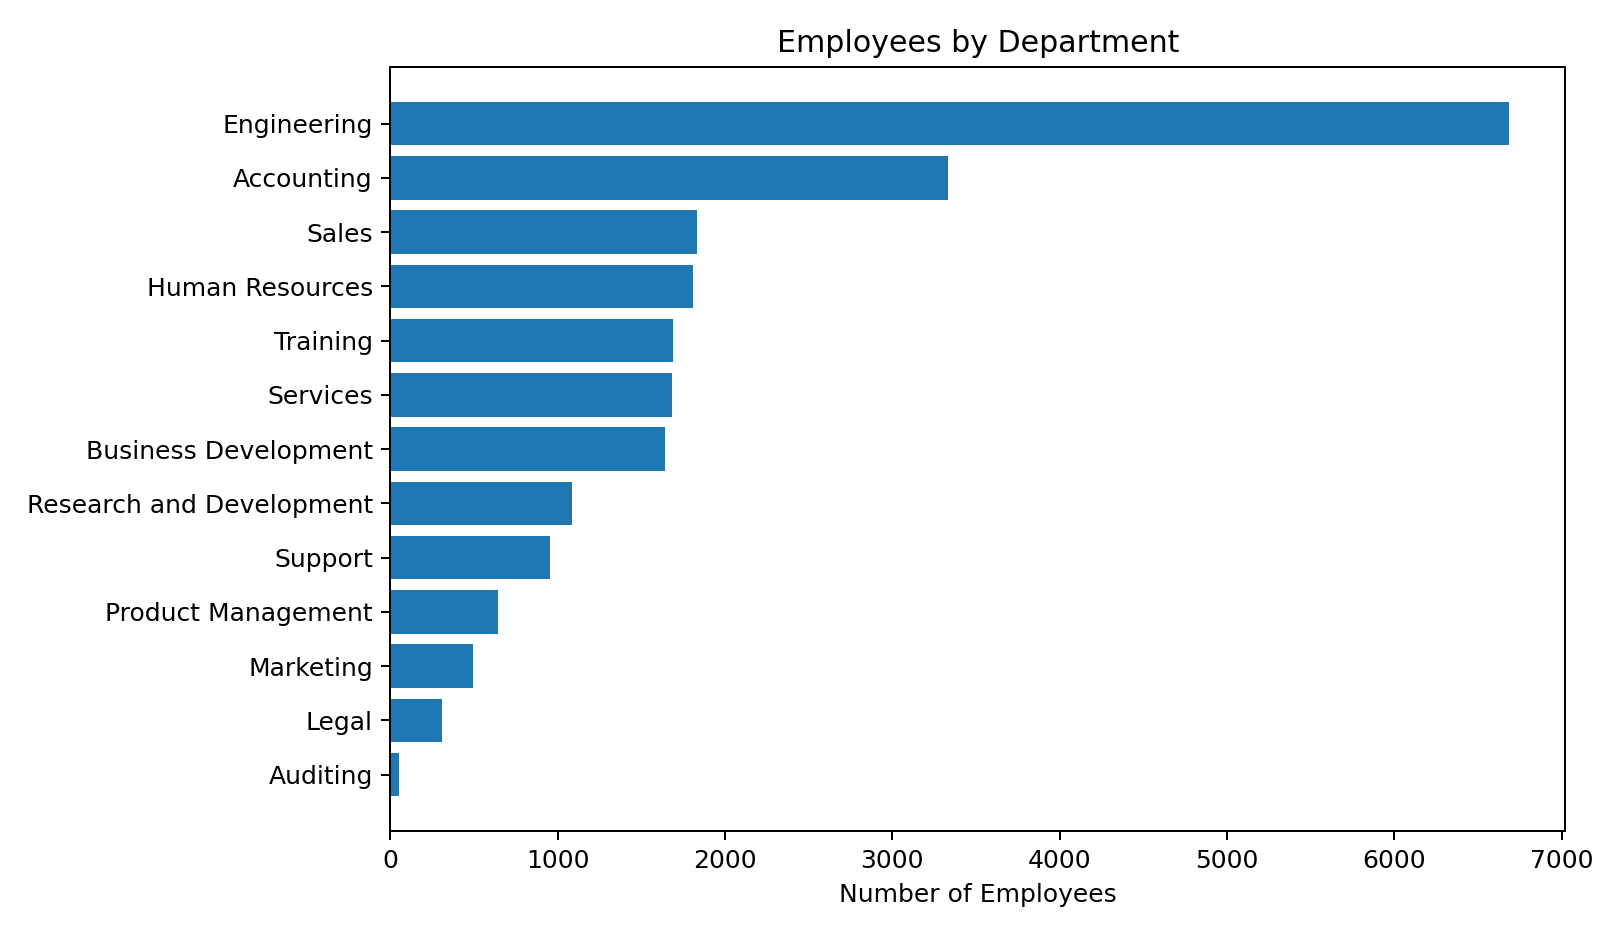 Employees by Department
Engineering
Accounting
Sales
Human Resources
Training
Services
Business Development
Research and Development
Support
Product Management
Marketing
Legal
Auditing
0 1000 2000 3000 4000 5000 6000 7000
Number of Employees